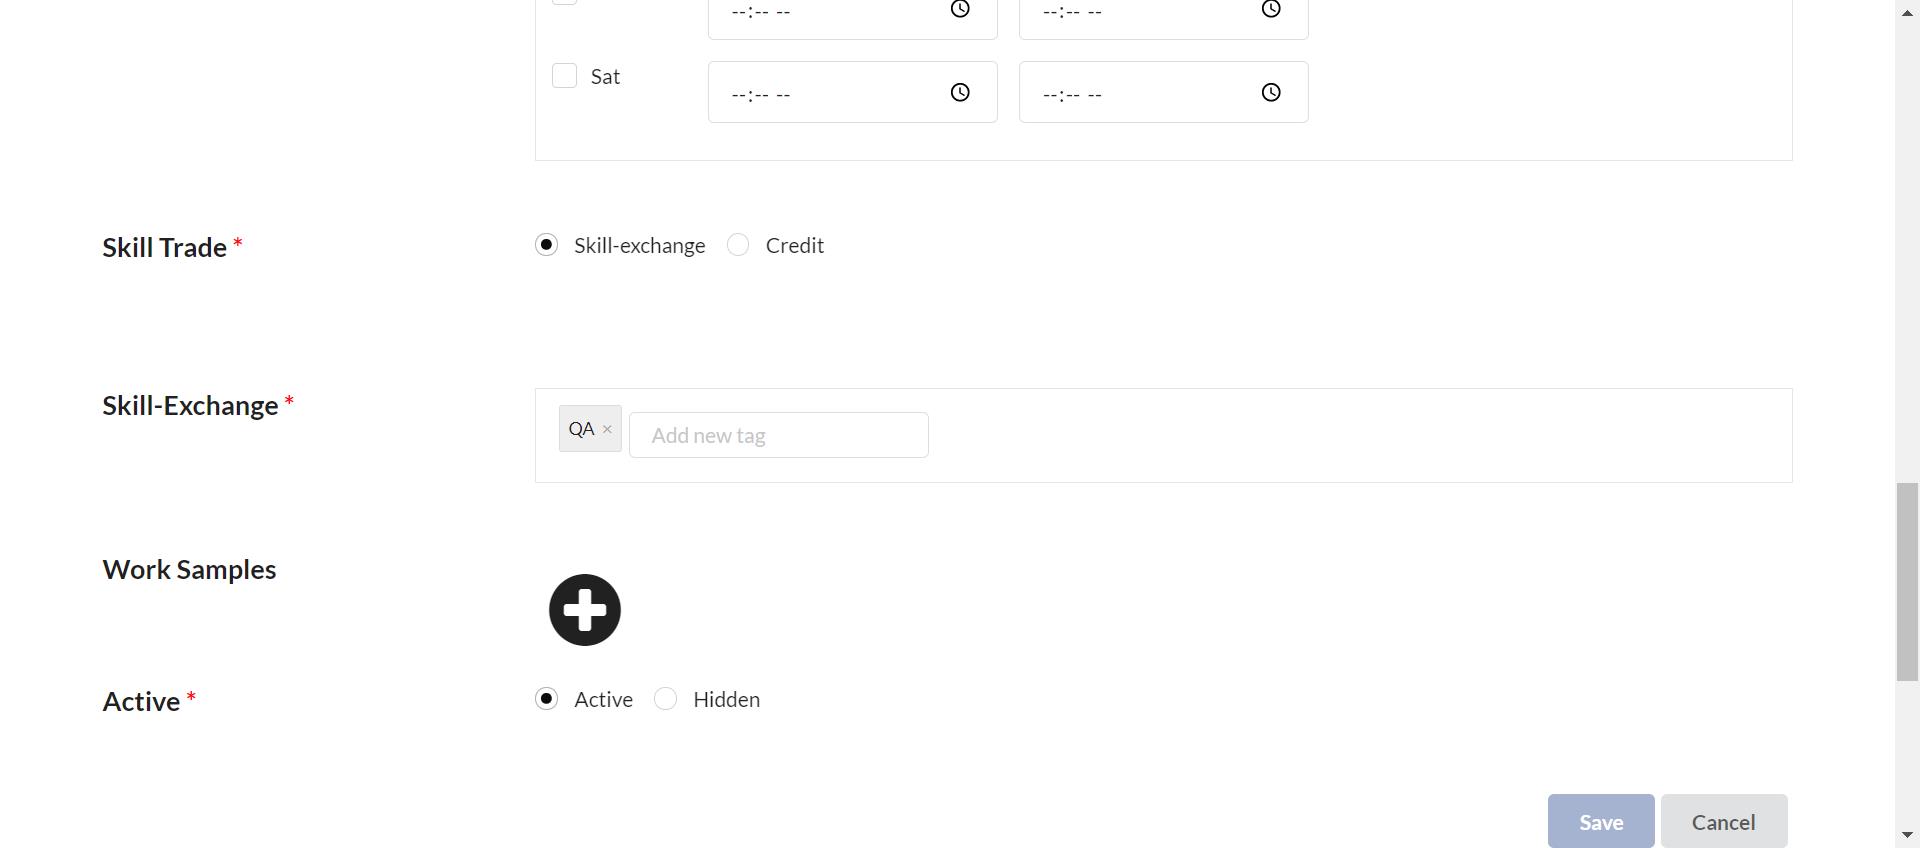 --:-- -- --:-- --
Sat --:-- -- --:-- --
Skill Trade * Skill-exchange Credit
Skill-Exchange *
QA × Add new tag
Work Samples
Active * Active Hidden
Save Cancel